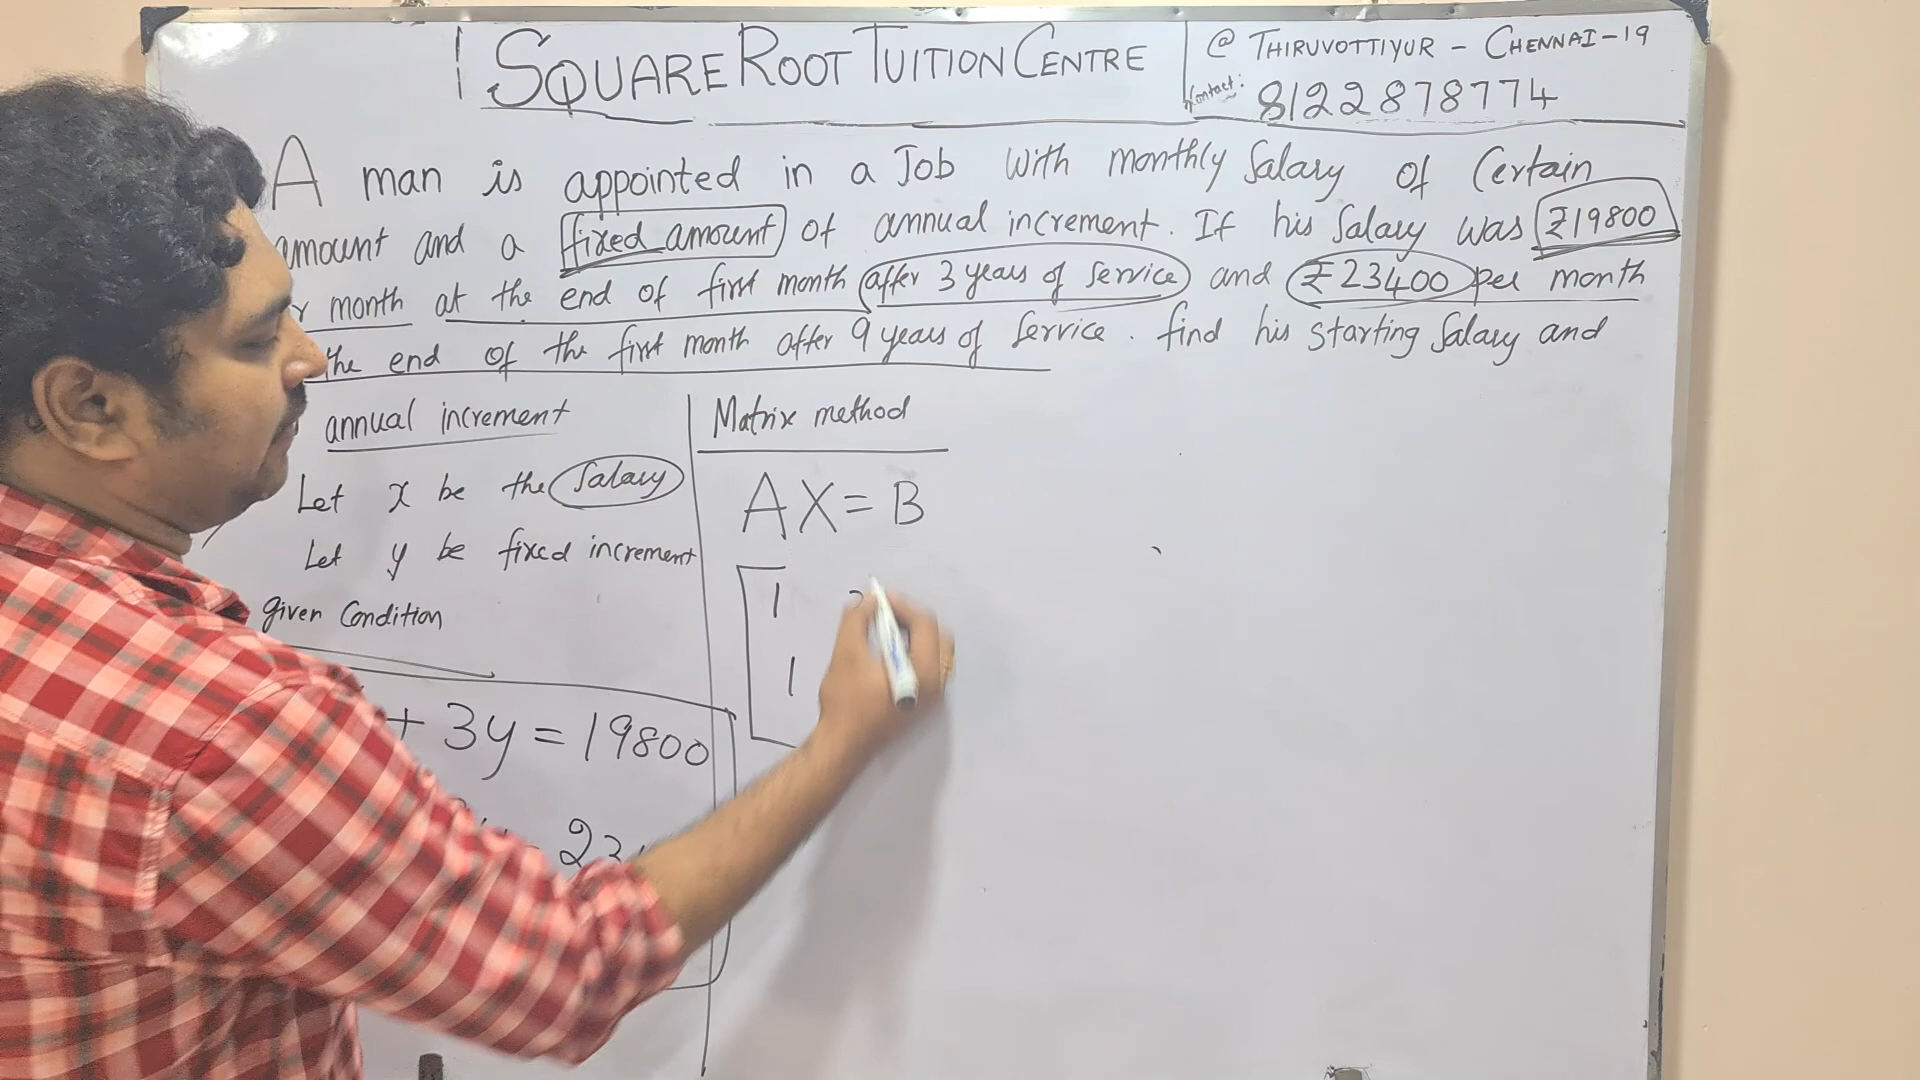 SQUARE ROOT TUITION CENTRE
@ THIRUVOTTIYUR - CHENNAI-19
Contact: 8122878774
A man is appointed in a Job with monthly Salary of Certain
amount and a fixed amount of annual increment. If his Salary was ₹19800
month at the end of first month after 3 years of Service and ₹23400 per month
the end of the first month after 9 years of Service. find his starting Salary and
annual increment
Let x be the Salary
Let y be fixed increment
given Condition
+ 3y = 19800
Matrix method
AX = B
1
1